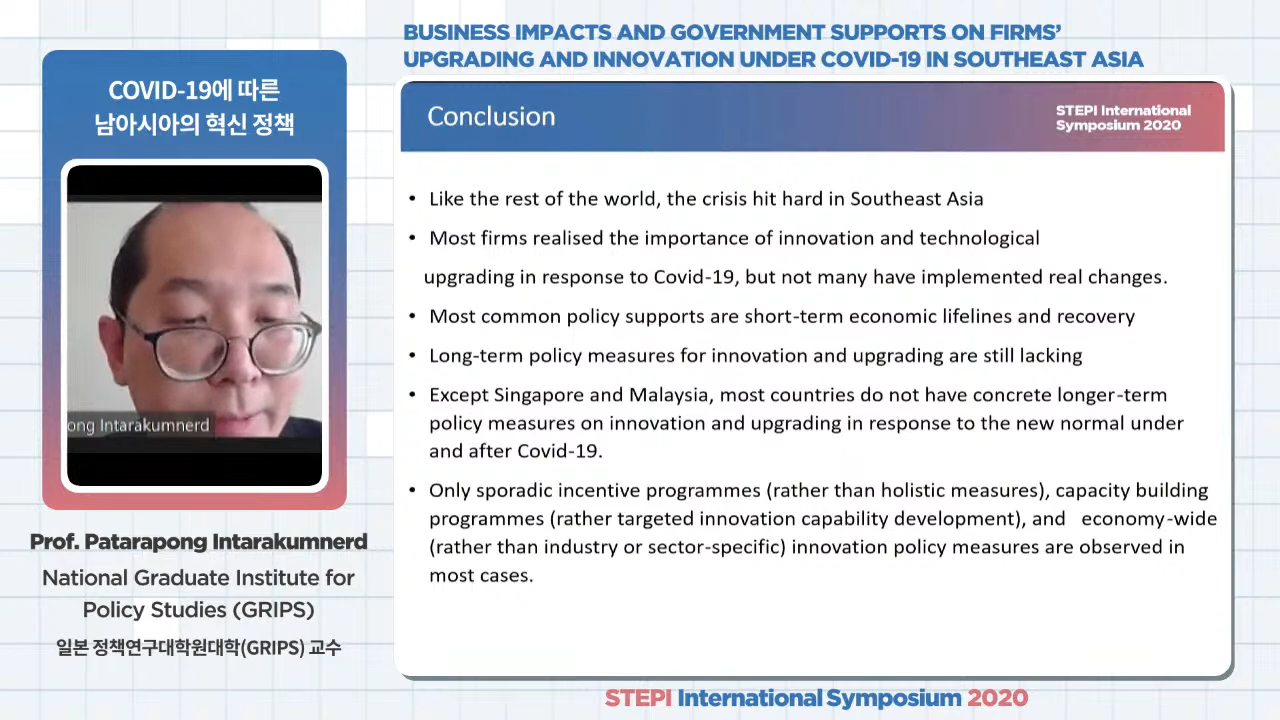 BUSINESS IMPACTS AND GOVERNMENT SUPPORTS ON FIRMS'
UPGRADING AND INNOVATION UNDER COVID-19 IN SOUTHEAST ASIA
COVID-19에 따른
남아시아의 혁신 정책
ong Intarakumnerd
Prof. Patarapong Intarakumnerd
National Graduate Institute for
Policy Studies (GRIPS)
일본 정책연구대학원대학(GRIPS) 교수
Conclusion
STEPI International
Symposium 2020
• Like the rest of the world, the crisis hit hard in Southeast Asia
• Most firms realised the importance of innovation and technological
upgrading in response to Covid-19, but not many have implemented real changes.
• Most common policy supports are short-term economic lifelines and recovery
• Long-term policy measures for innovation and upgrading are still lacking
• Except Singapore and Malaysia, most countries do not have concrete longer-term
policy measures on innovation and upgrading in response to the new normal under
and after Covid-19.
• Only sporadic incentive programmes (rather than holistic measures), capacity building
programmes (rather targeted innovation capability development), and economy-wide
(rather than industry or sector-specific) innovation policy measures are observed in
most cases.
STEPI International Symposium 2020